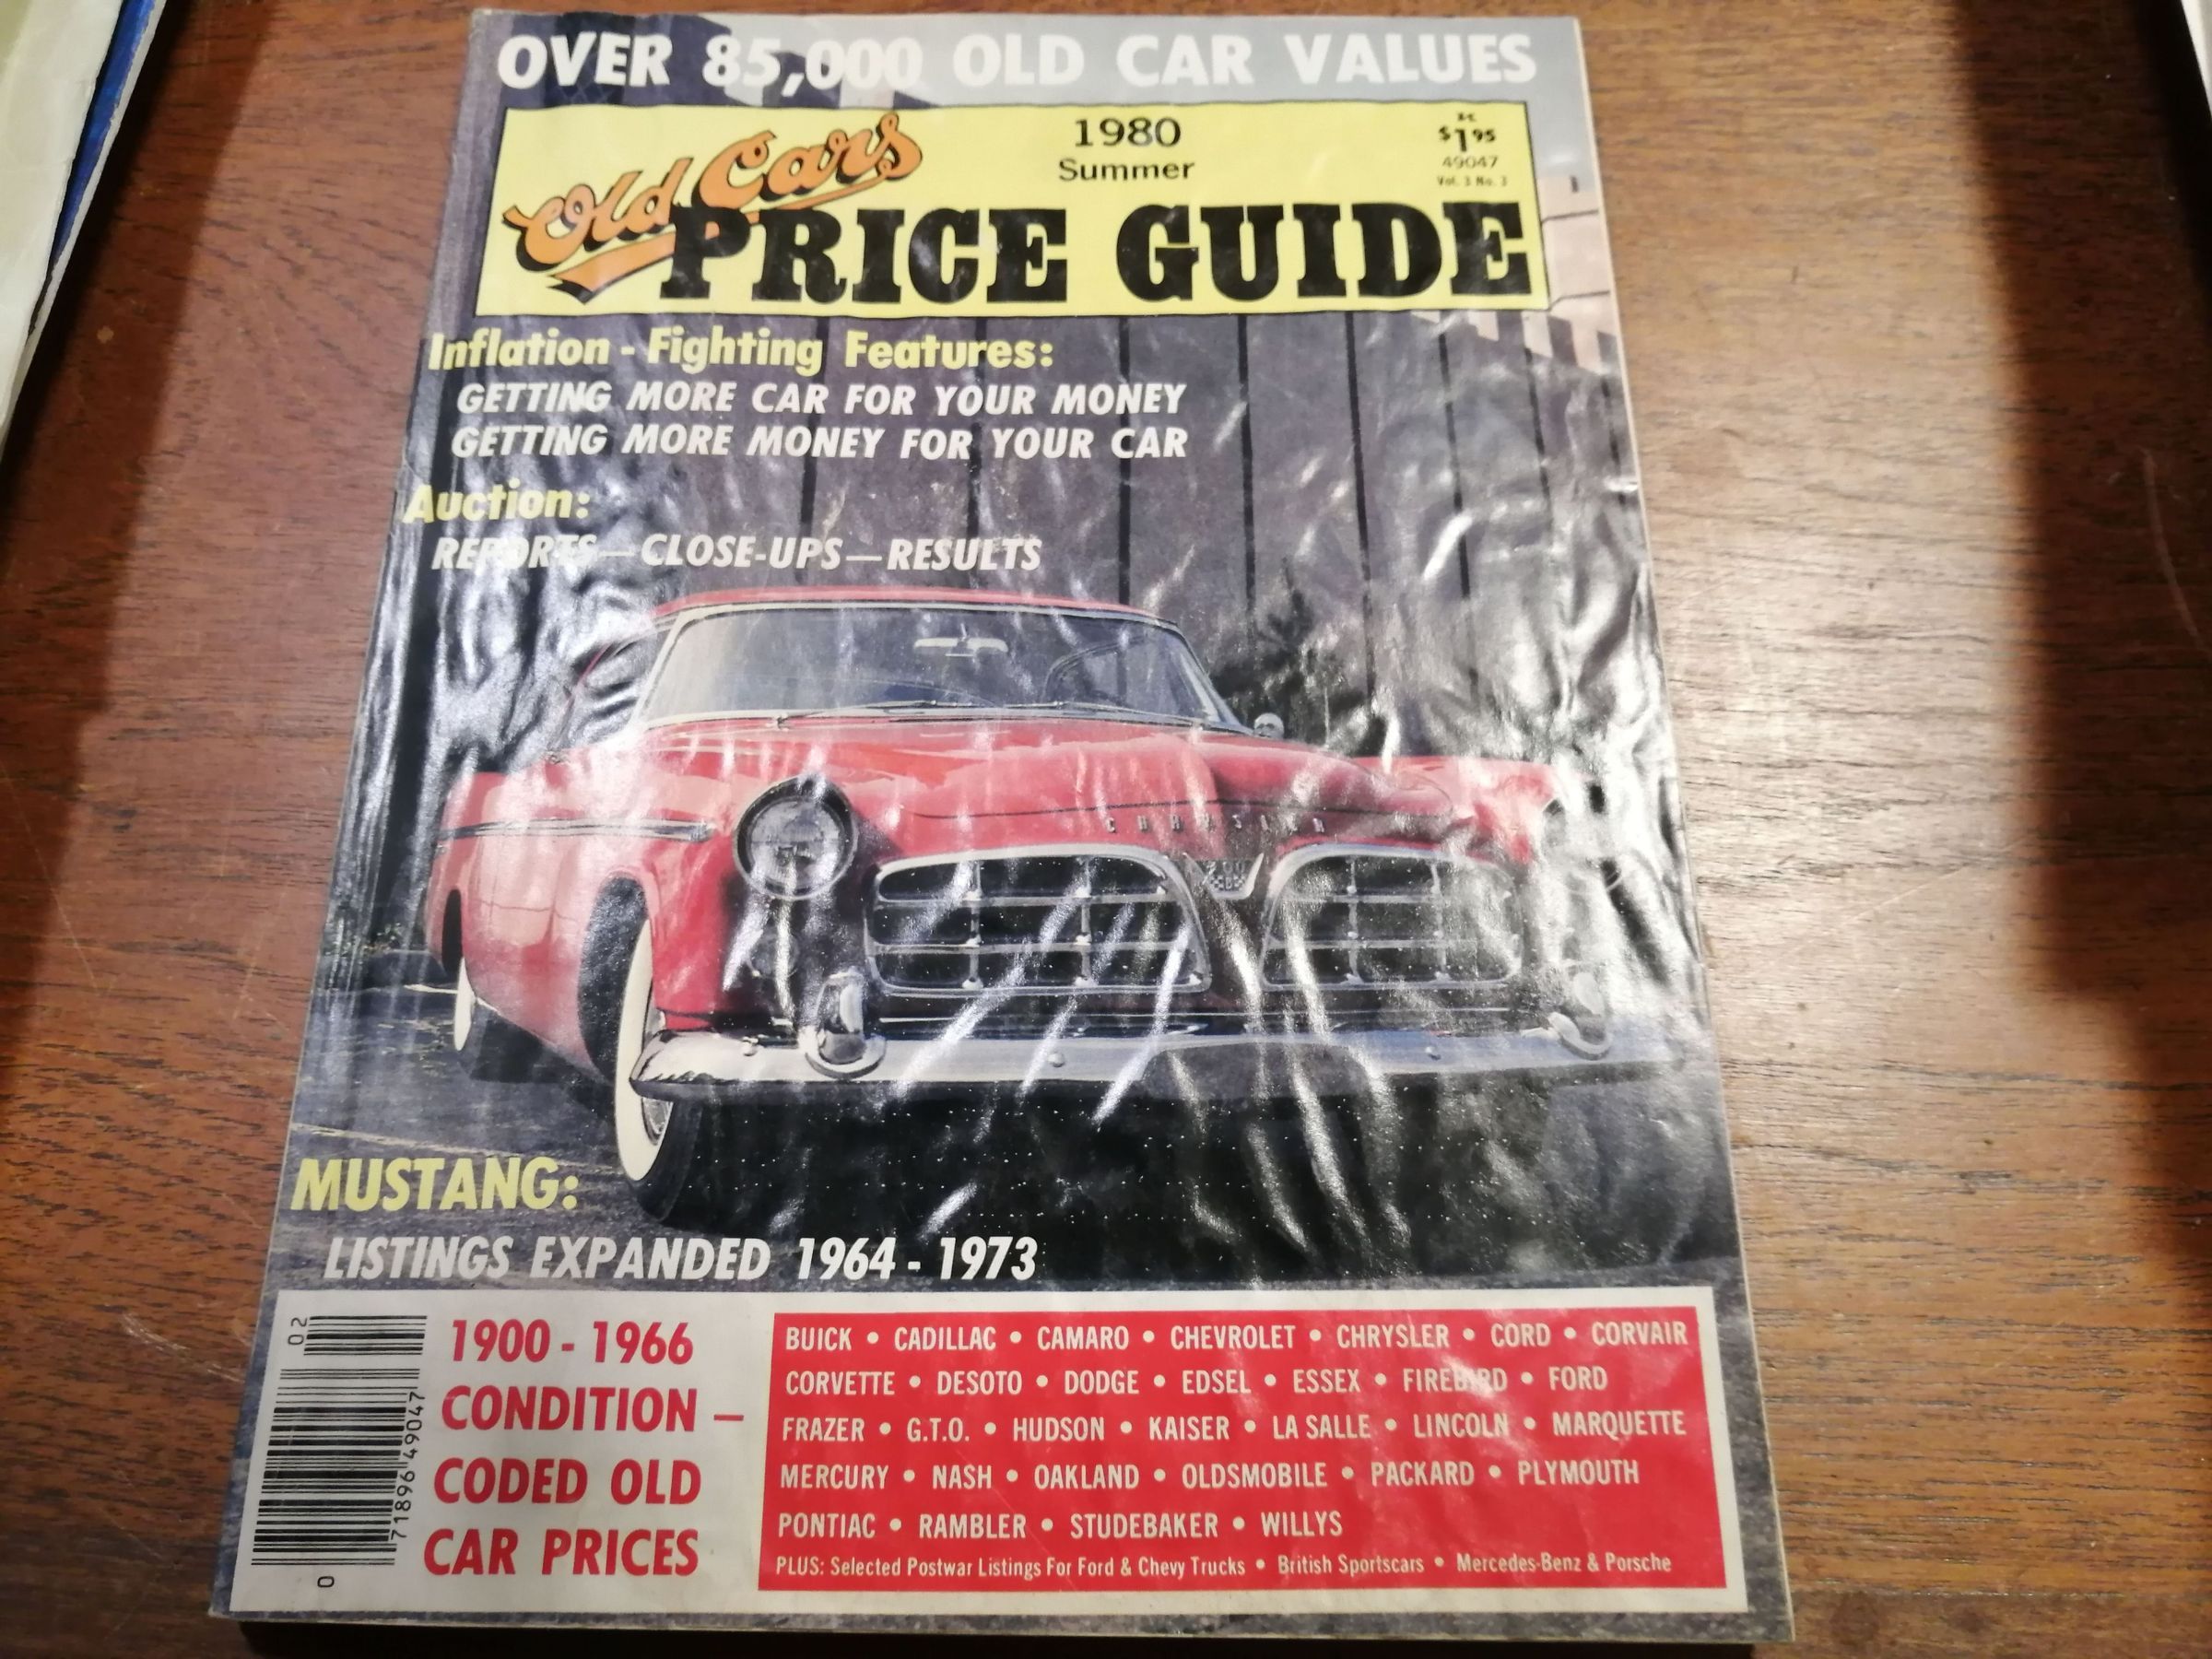 OVER 85,000 OLD CAR VALUES
Old Cars
PRICE GUIDE
1980
Summer
$1.95
49047
Vol. 3 No. 3
Inflation - Fighting Features:
GETTING MORE CAR FOR YOUR MONEY
GETTING MORE MONEY FOR YOUR CAR
Auction:
REPORTS — CLOSE-UPS — RESULTS
CHRYSLER
MUSTANG:
LISTINGS EXPANDED 1964 - 1973
02
71896 49047
0
1900 - 1966
CONDITION —
CODED OLD
CAR PRICES
BUICK • CADILLAC • CAMARO • CHEVROLET • CHRYSLER • CORD • CORVAIR
CORVETTE • DESOTO • DODGE • EDSEL • ESSEX • FIREBIRD • FORD
FRAZER • G.T.O. • HUDSON • KAISER • LA SALLE • LINCOLN • MARQUETTE
MERCURY • NASH • OAKLAND • OLDSMOBILE • PACKARD • PLYMOUTH
PONTIAC • RAMBLER • STUDEBAKER • WILLYS
PLUS: Selected Postwar Listings For Ford & Chevy Trucks • British Sportscars • Mercedes-Benz & Porsche